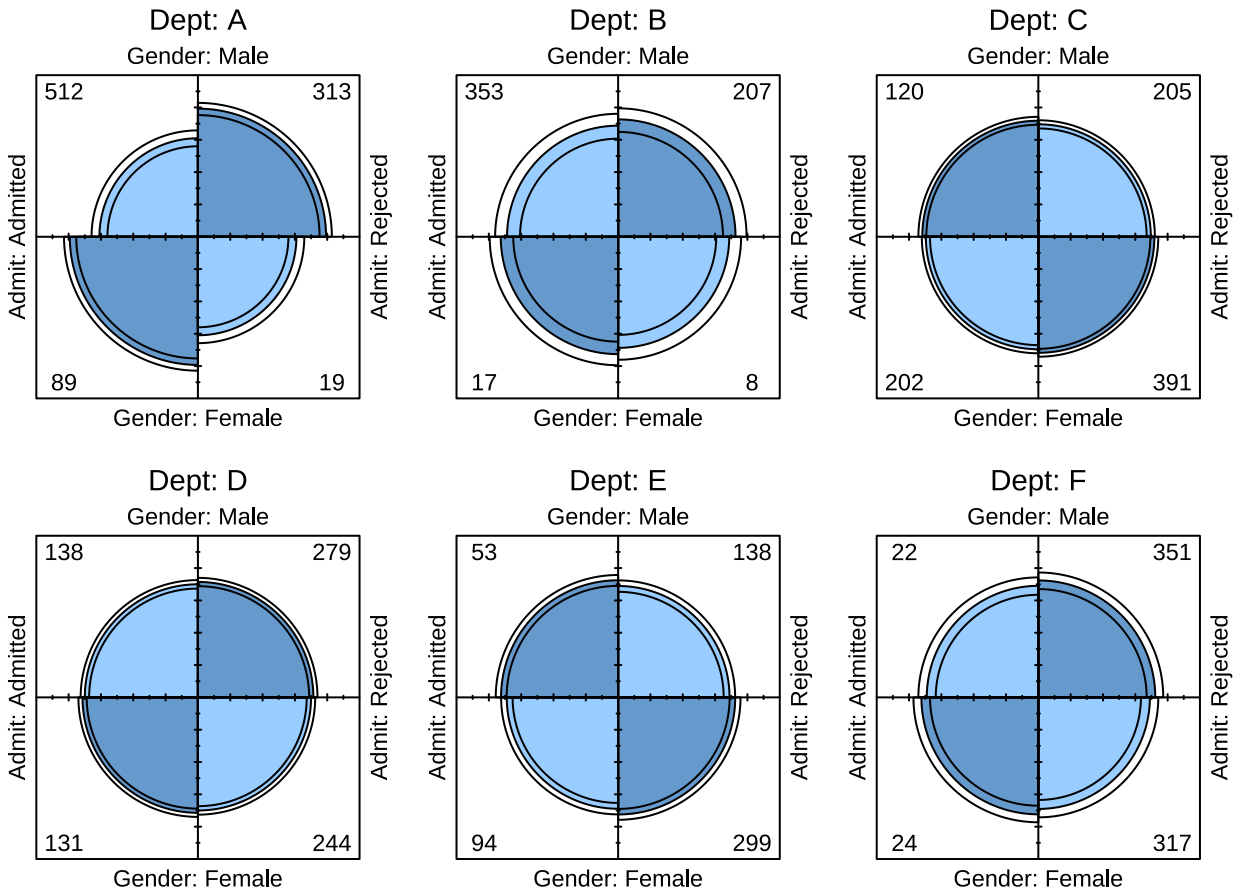 Dept: A
Gender: Male
512
313
Admit: Admitted
Admit: Rejected
89
19
Gender: Female
Dept: B
Gender: Male
353
207
Admit: Admitted
Admit: Rejected
17
8
Gender: Female
Dept: C
Gender: Male
120
205
Admit: Admitted
Admit: Rejected
202
391
Gender: Female
Dept: D
Gender: Male
138
279
Admit: Admitted
Admit: Rejected
131
244
Gender: Female
Dept: E
Gender: Male
53
138
Admit: Admitted
Admit: Rejected
94
299
Gender: Female
Dept: F
Gender: Male
22
351
Admit: Admitted
Admit: Rejected
24
317
Gender: Female